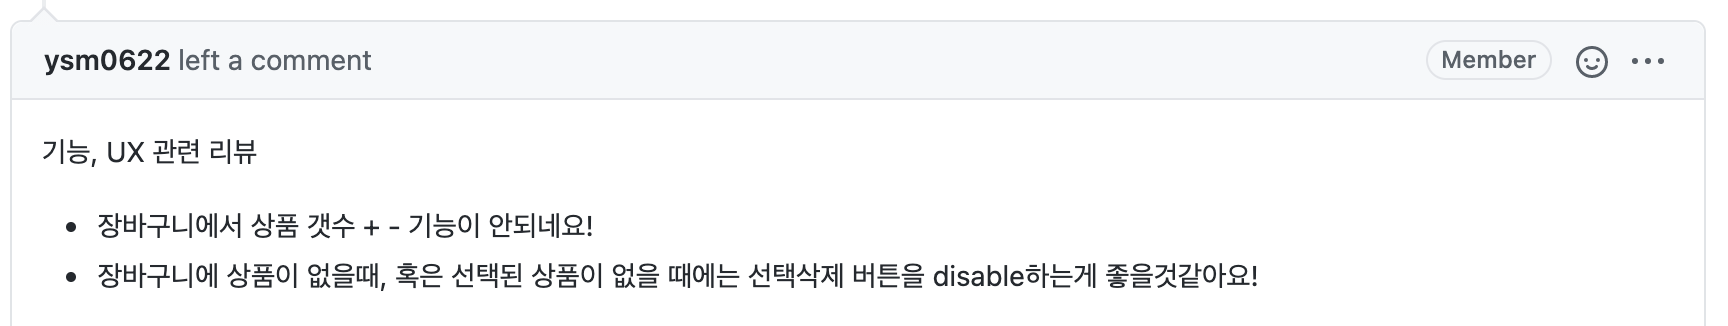 ysm0622 left a comment
Member
기능, UX 관련 리뷰
• 장바구니에서 상품 갯수 + - 기능이 안되네요!
• 장바구니에 상품이 없을때, 혹은 선택된 상품이 없을 때에는 선택삭제 버튼을 disable하는게 좋을것같아요!